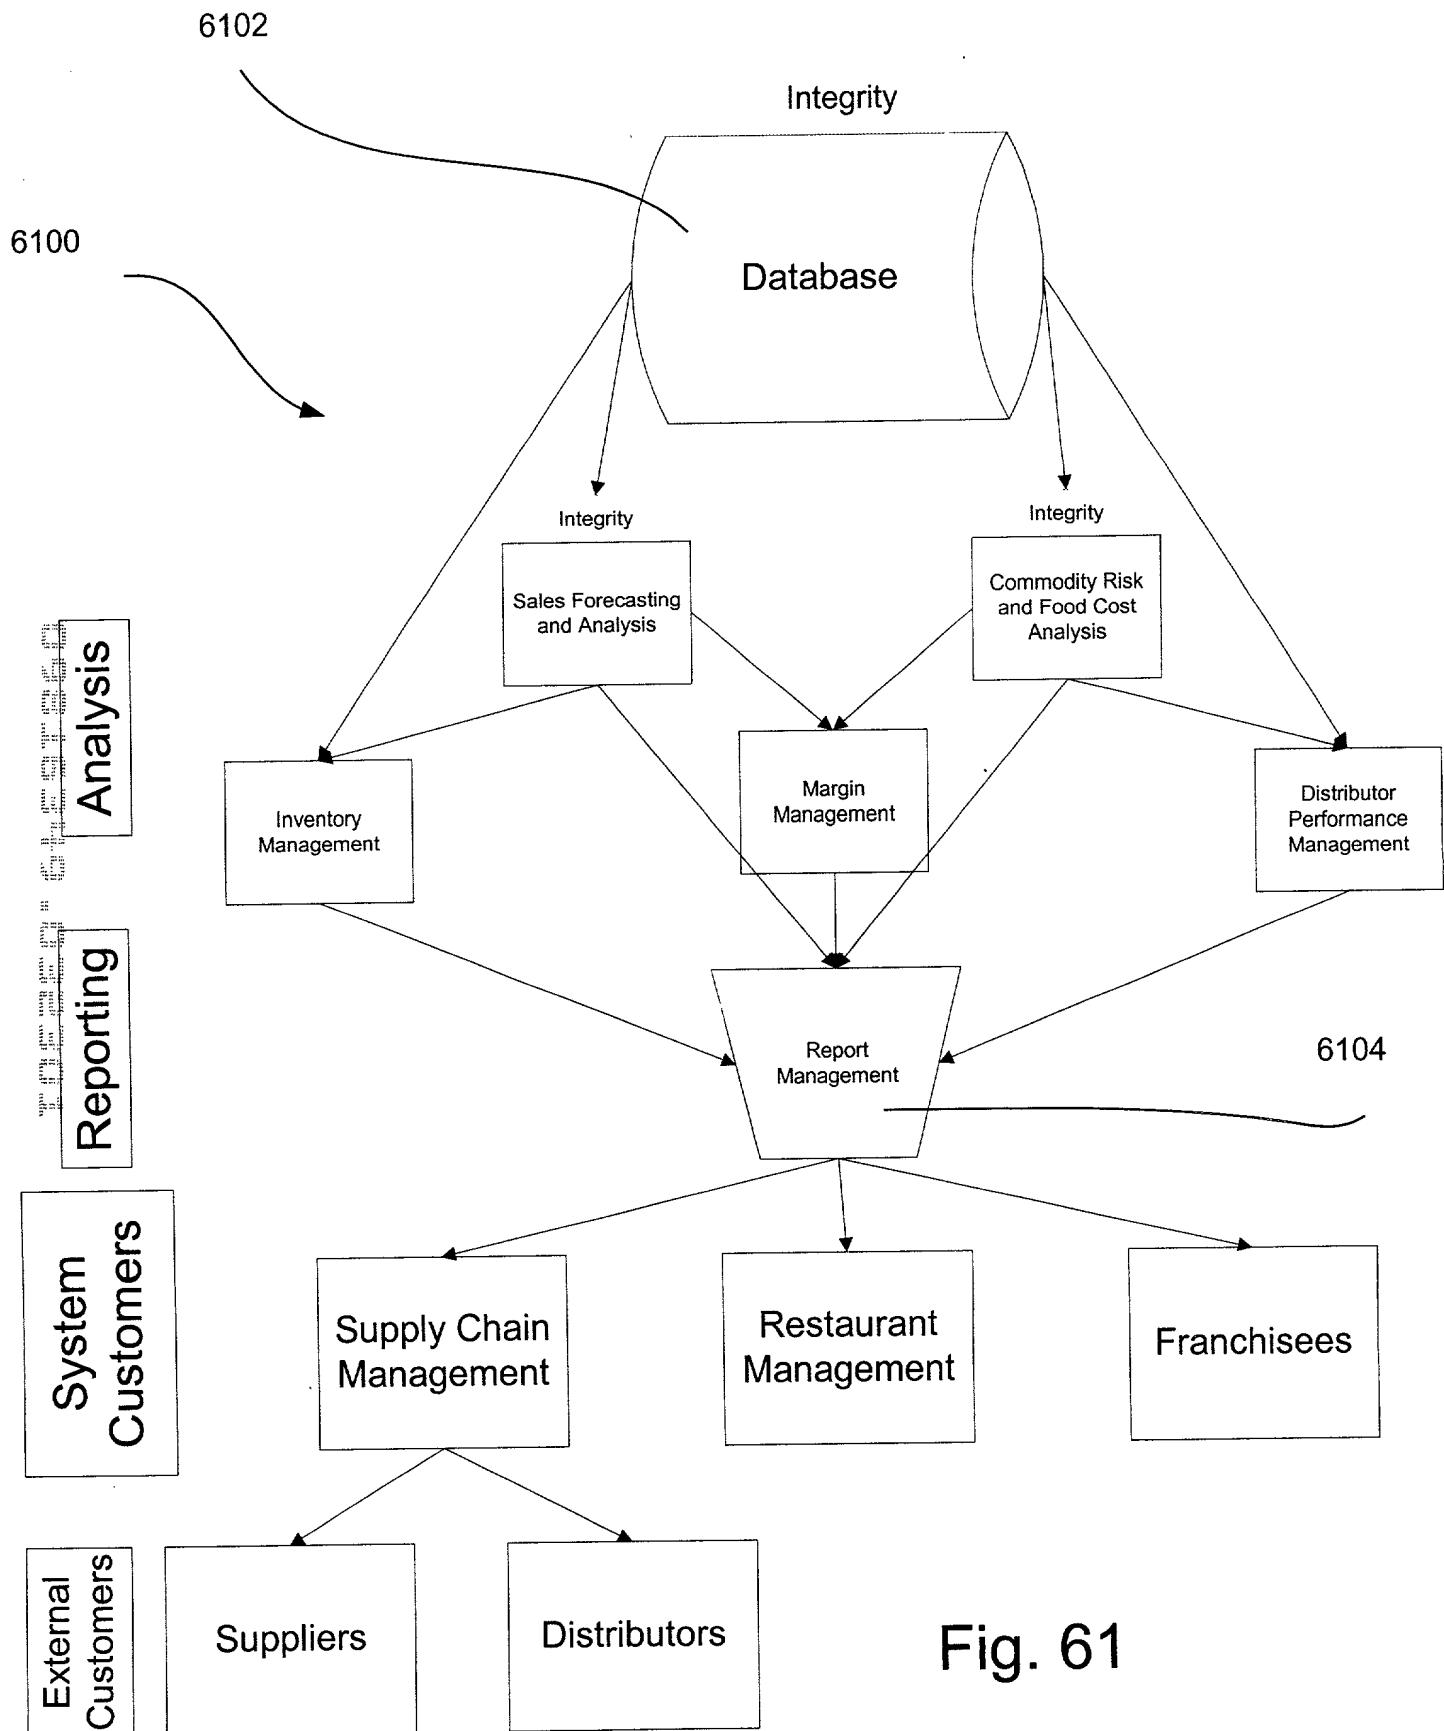 6102
Integrity
6100
Database
Integrity
Integrity
Sales Forecasting
and Analysis
Commodity Risk
and Food Cost
Analysis
Analysis
Inventory
Management
Margin
Management
Distributor
Performance
Management
Reporting
Report
Management
6104
System
Customers
Supply Chain
Management
Restaurant
Management
Franchisees
External
Customers
Suppliers
Distributors
Fig. 61